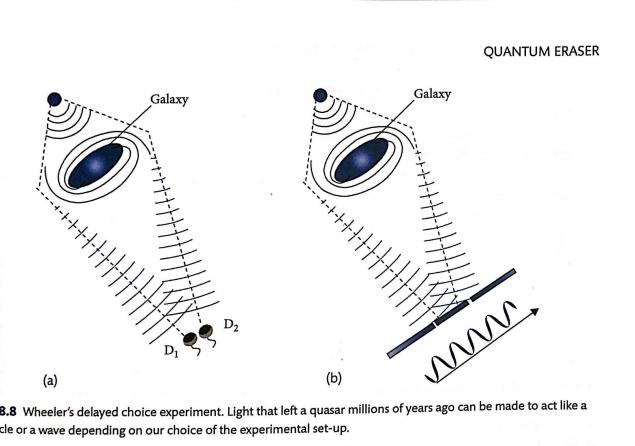 QUANTUM ERASER
Galaxy
D1
D2
(a)
Galaxy
(b)
8.8 Wheeler's delayed choice experiment. Light that left a quasar millions of years ago can be made to act like a
cle or a wave depending on our choice of the experimental set-up.